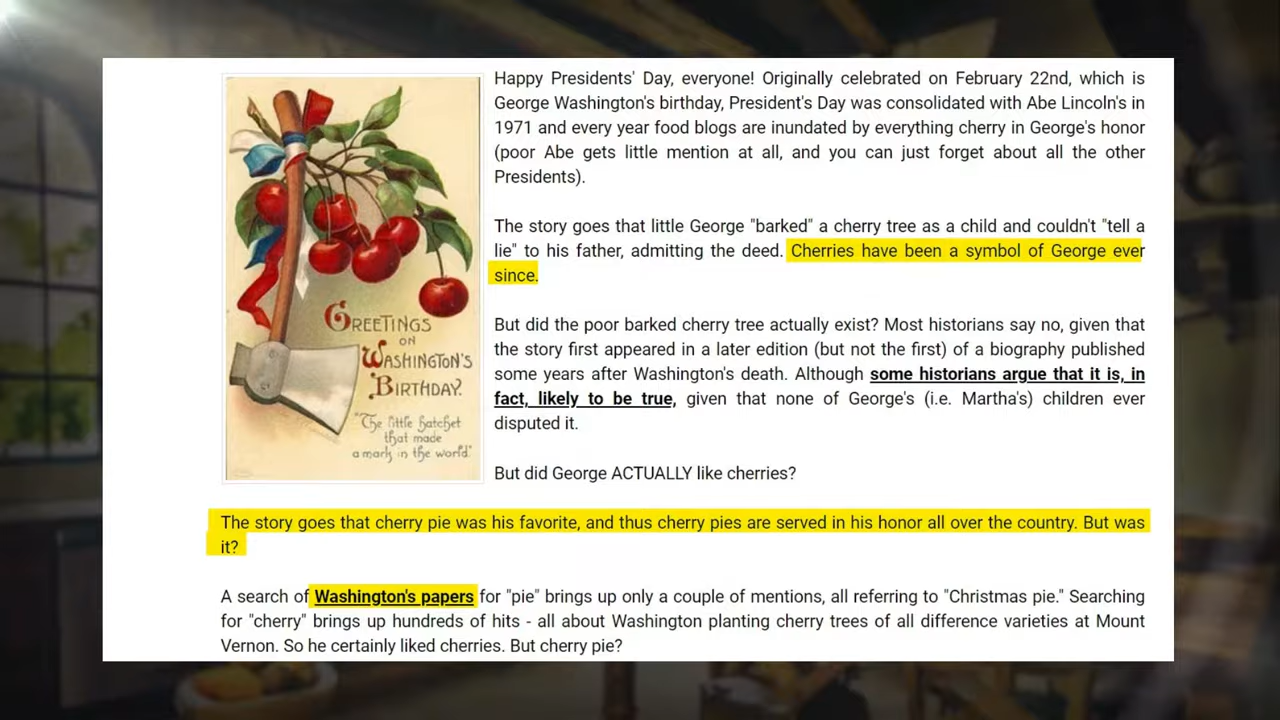 Happy Presidents' Day, everyone! Originally celebrated on February 22nd, which is
George Washington's birthday, President's Day was consolidated with Abe Lincoln's in
1971 and every year food blogs are inundated by everything cherry in George's honor
(poor Abe gets little mention at all, and you can just forget about all the other
Presidents).
The story goes that little George "barked" a cherry tree as a child and couldn't "tell a
lie" to his father, admitting the deed. Cherries have been a symbol of George ever
since.
But did the poor barked cherry tree actually exist? Most historians say no, given that
the story first appeared in a later edition (but not the first) of a biography published
some years after Washington's death. Although some historians argue that it is, in
fact, likely to be true, given that none of George's (i.e. Martha's) children ever
disputed it.
But did George ACTUALLY like cherries?
GREETINGS
ON
WASHINGTON'S
BIRTHDAY.
"The little hatchet
that made
a mark in the world."
The story goes that cherry pie was his favorite, and thus cherry pies are served in his honor all over the country. But was
it?
A search of Washington's papers for "pie" brings up only a couple of mentions, all referring to "Christmas pie." Searching
for "cherry" brings up hundreds of hits - all about Washington planting cherry trees of all difference varieties at Mount
Vernon. So he certainly liked cherries. But cherry pie?